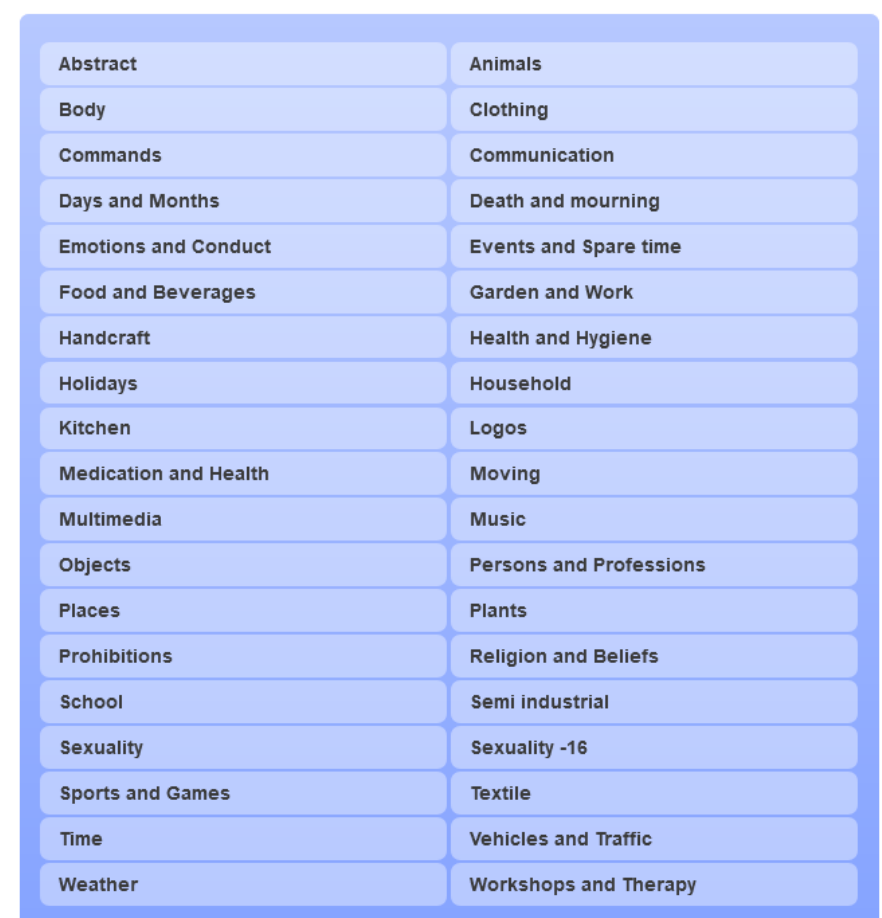 Abstract
Animals
Body
Clothing
Commands
Communication
Days and Months
Death and mourning
Emotions and Conduct
Events and Spare time
Food and Beverages
Garden and Work
Handcraft
Health and Hygiene
Holidays
Household
Kitchen
Logos
Medication and Health
Moving
Multimedia
Music
Objects
Persons and Professions
Places
Plants
Prohibitions
Religion and Beliefs
School
Semi industrial
Sexuality
Sexuality -16
Sports and Games
Textile
Time
Vehicles and Traffic
Weather
Workshops and Therapy